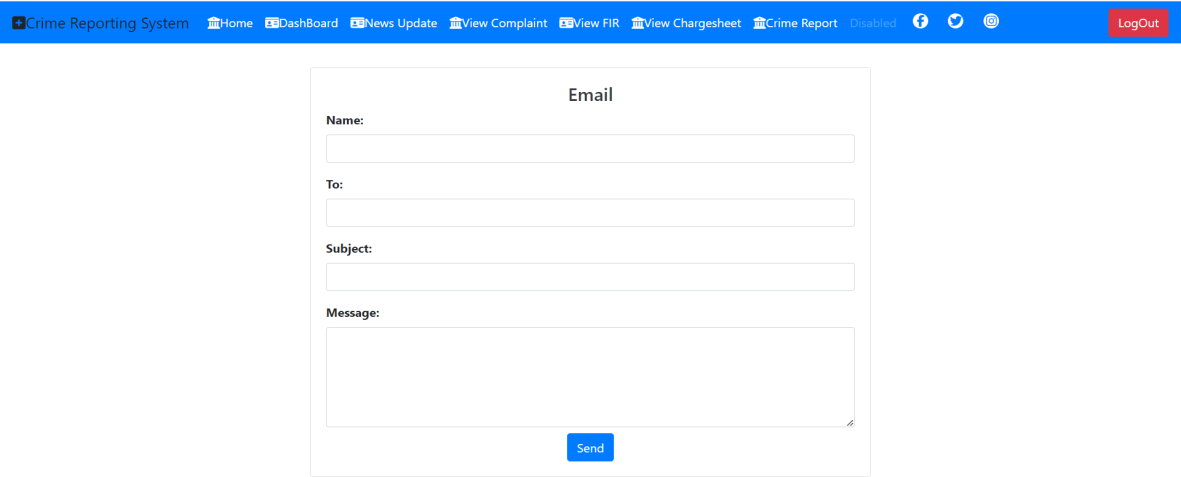 Crime Reporting System Home DashBoard News Update View Complaint View FIR View Chargesheet Crime Report Disabled LogOut
Email
Name:
To:
Subject:
Message:
Send